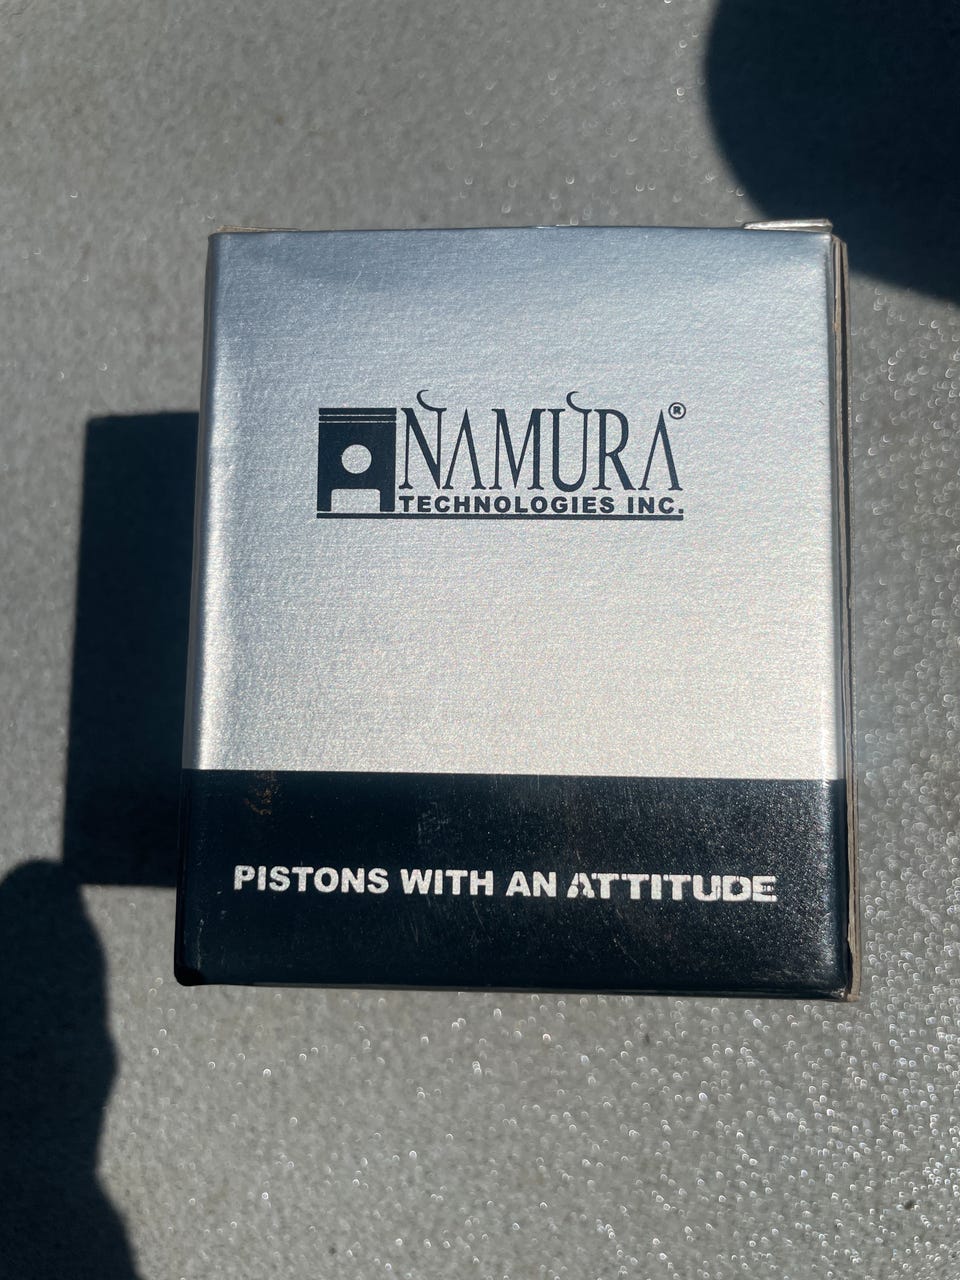 NAMURA®
TECHNOLOGIES INC.
PISTONS WITH AN ATTITUDE